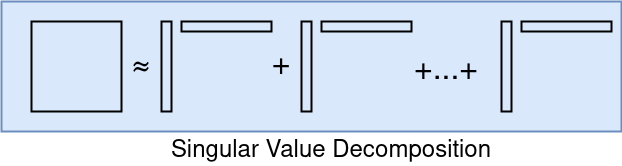 ≈ + +...+
Singular Value Decomposition